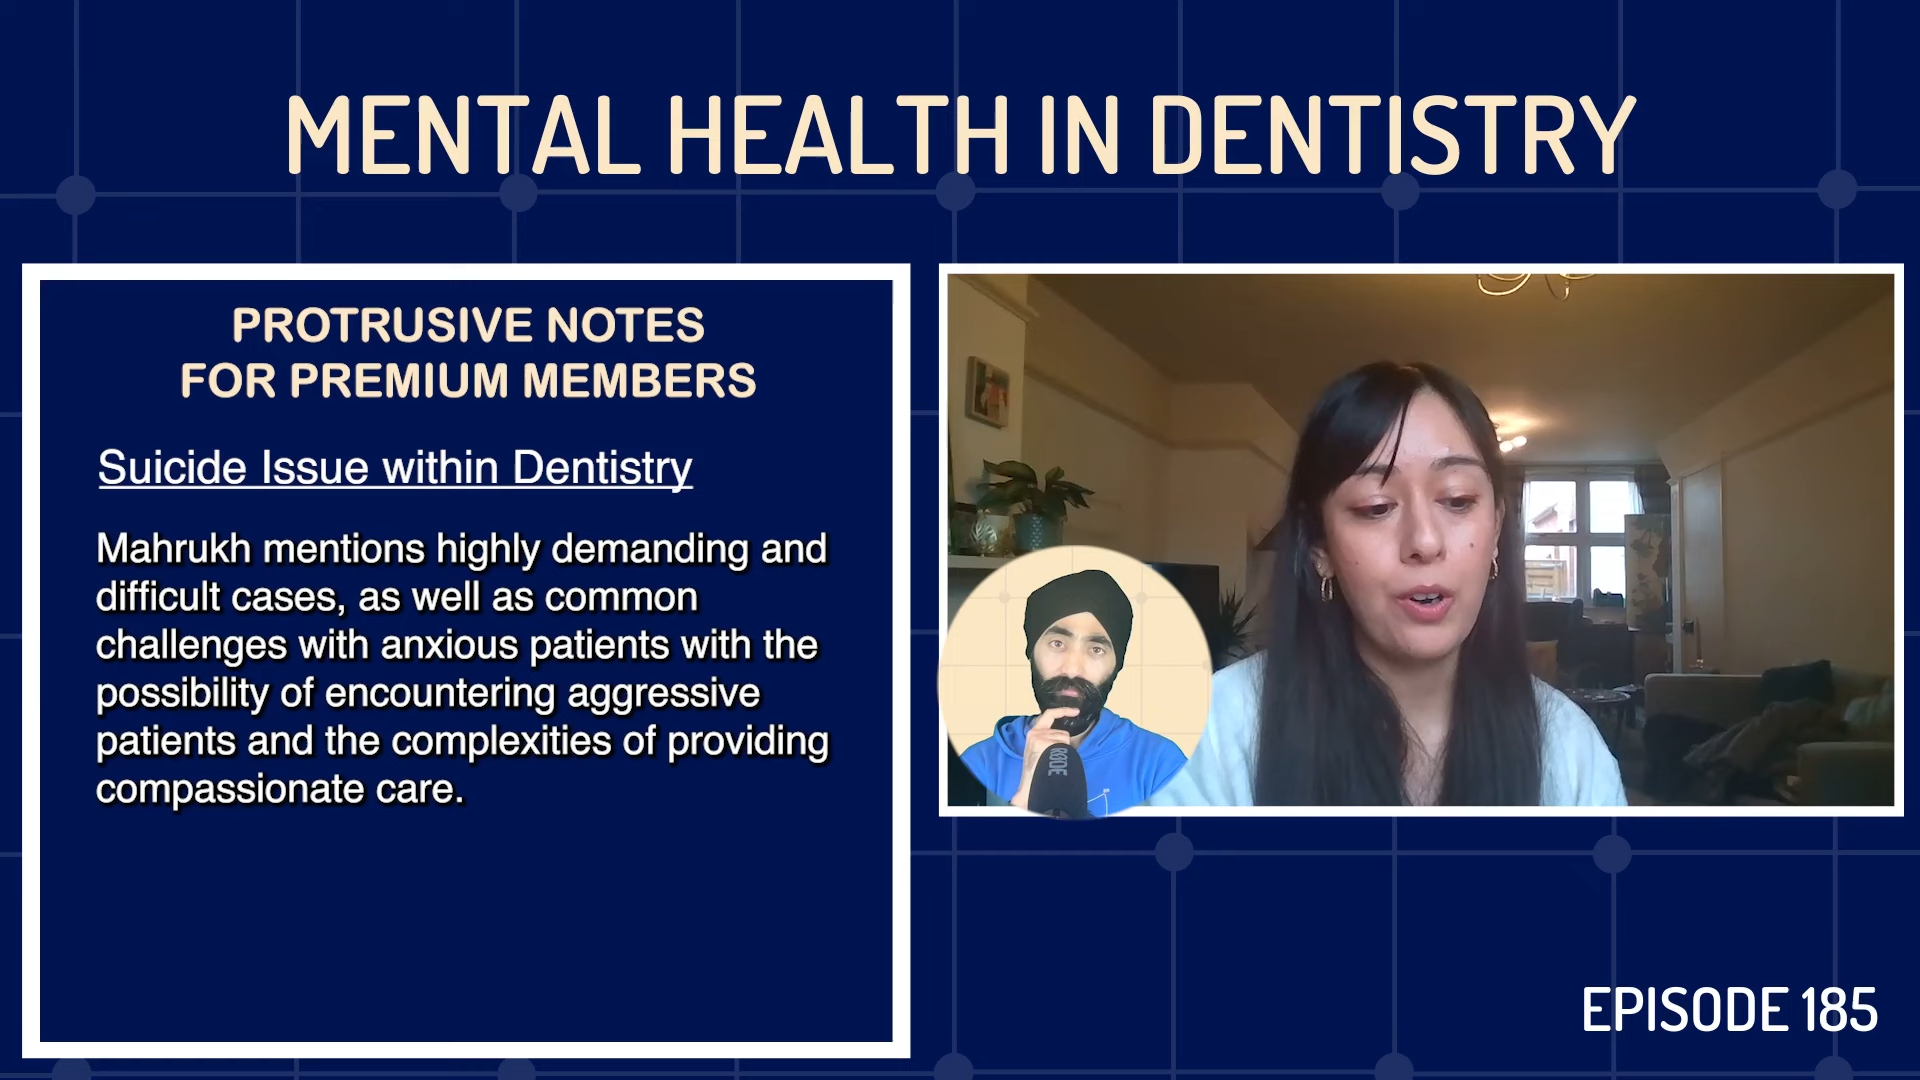 MENTAL HEALTH IN DENTISTRY
PROTRUSIVE NOTES
FOR PREMIUM MEMBERS
Suicide Issue within Dentistry
Mahrukh mentions highly demanding and
difficult cases, as well as common
challenges with anxious patients with the
possibility of encountering aggressive
patients and the complexities of providing
compassionate care.
RODE
EPISODE 185